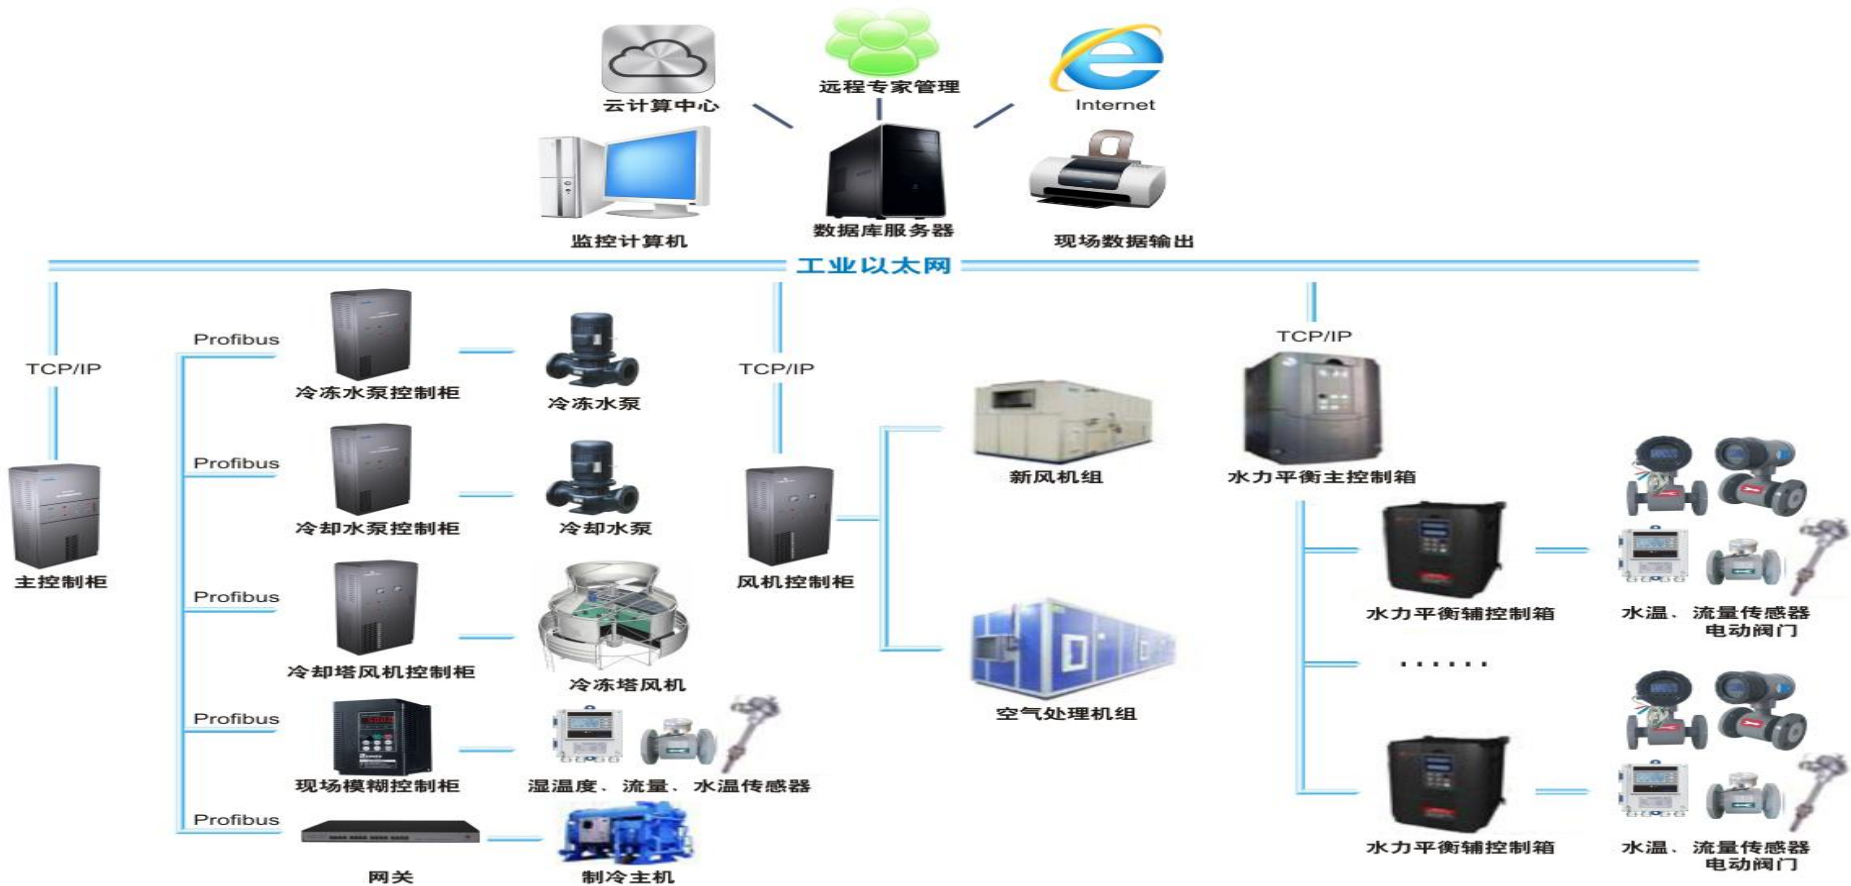 云计算中心
远程专家管理
Internet
监控计算机
数据库服务器
现场数据输出
工业以太网
TCP/IP
主控制柜
Profibus
冷冻水泵控制柜
冷冻水泵
Profibus
冷却水泵控制柜
冷却水泵
Profibus
冷却塔风机控制柜
冷冻塔风机
Profibus
现场模糊控制柜
湿温度、流量、水温传感器
Profibus
网关
制冷主机
TCP/IP
风机控制柜
新风机组
空气处理机组
TCP/IP
水力平衡主控制箱
水力平衡辅控制箱
水温、流量传感器
电动阀门
······
水力平衡辅控制箱
水温、流量传感器
电动阀门